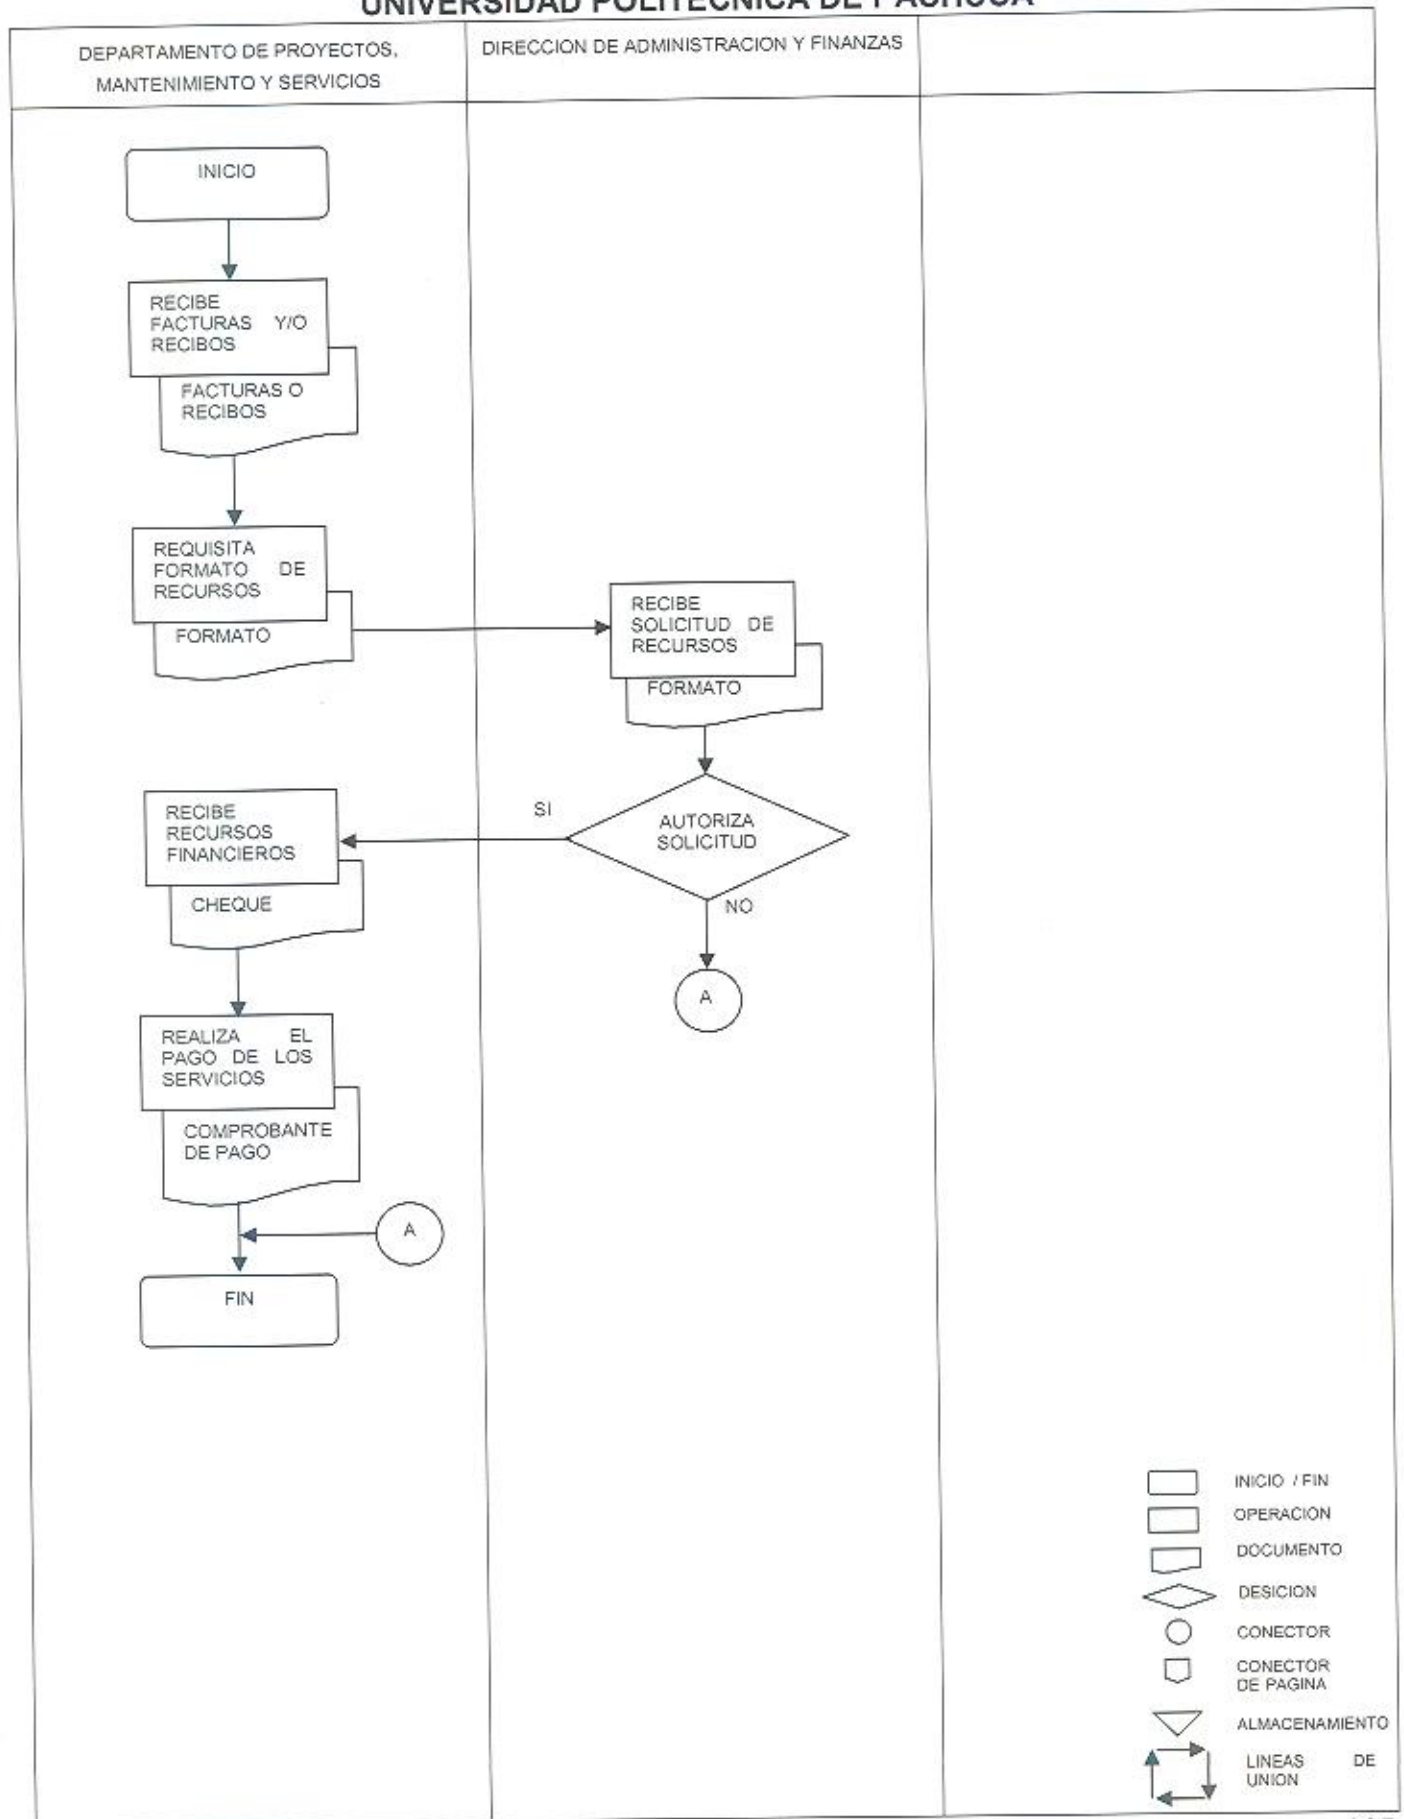 UNIVERSIDAD POLITECNICA DE PACHUCA
DEPARTAMENTO DE PROYECTOS,
MANTENIMIENTO Y SERVICIOS
DIRECCION DE ADMINISTRACION Y FINANZAS
INICIO
RECIBE
FACTURAS Y/O
RECIBOS
FACTURAS O
RECIBOS
REQUISITA
FORMATO DE
RECURSOS
FORMATO
RECIBE
SOLICITUD DE
RECURSOS
FORMATO
AUTORIZA
SOLICITUD
SI
NO
A
RECIBE
RECURSOS
FINANCIEROS
CHEQUE
REALIZA EL
PAGO DE LOS
SERVICIOS
COMPROBANTE
DE PAGO
A
FIN
INICIO / FIN
OPERACION
DOCUMENTO
DESICION
CONECTOR
CONECTOR
DE PAGINA
ALMACENAMIENTO
LINEAS DE
UNION